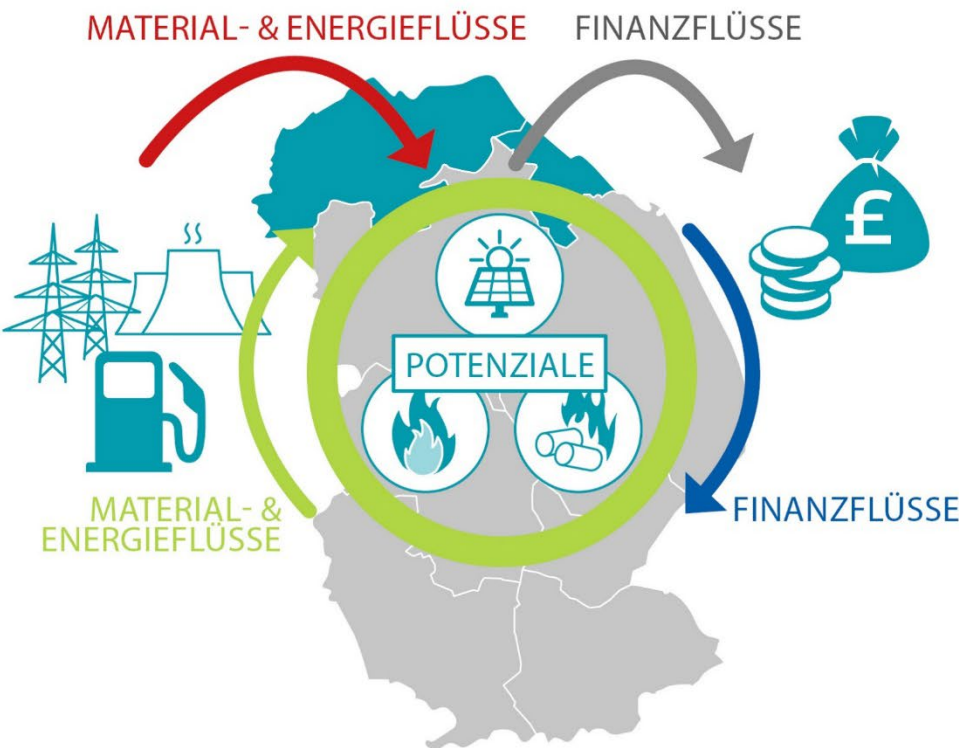 MATERIAL- & ENERGIEFLÜSSE
FINANZFLÜSSE
£
POTENZIALE
MATERIAL- &
ENERGIEFLÜSSE
FINANZFLÜSSE